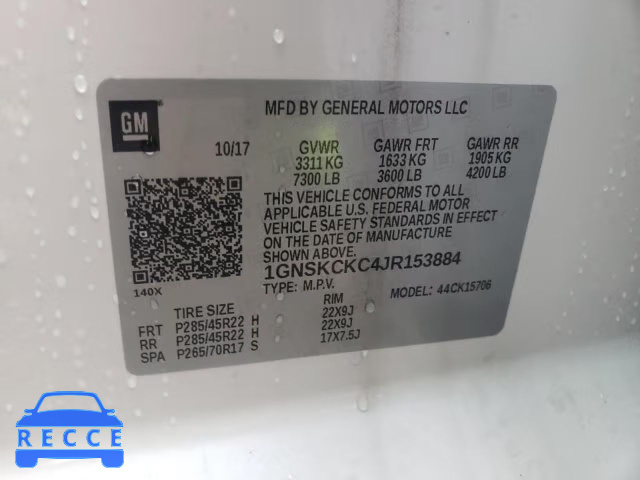 GM
MFD BY GENERAL MOTORS LLC
10/17 GVWR GAWR FRT GAWR RR
3311 KG 1633 KG 1905 KG
7300 LB 3600 LB 4200 LB
THIS VEHICLE CONFORMS TO ALL
APPLICABLE U.S. FEDERAL MOTOR
VEHICLE SAFETY STANDARDS IN EFFECT
ON THE DATE OF MANUFACTURE
SHOWN ABOVE.
1GNSKCKC4JR153884
140X
TYPE: M.P.V. MODEL: 44CK15706
TIRE SIZE RIM
FRT P285/45R22 H 22X9J
RR P285/45R22 H 22X9J
SPA P265/70R17 S 17X7.5J
RECCE